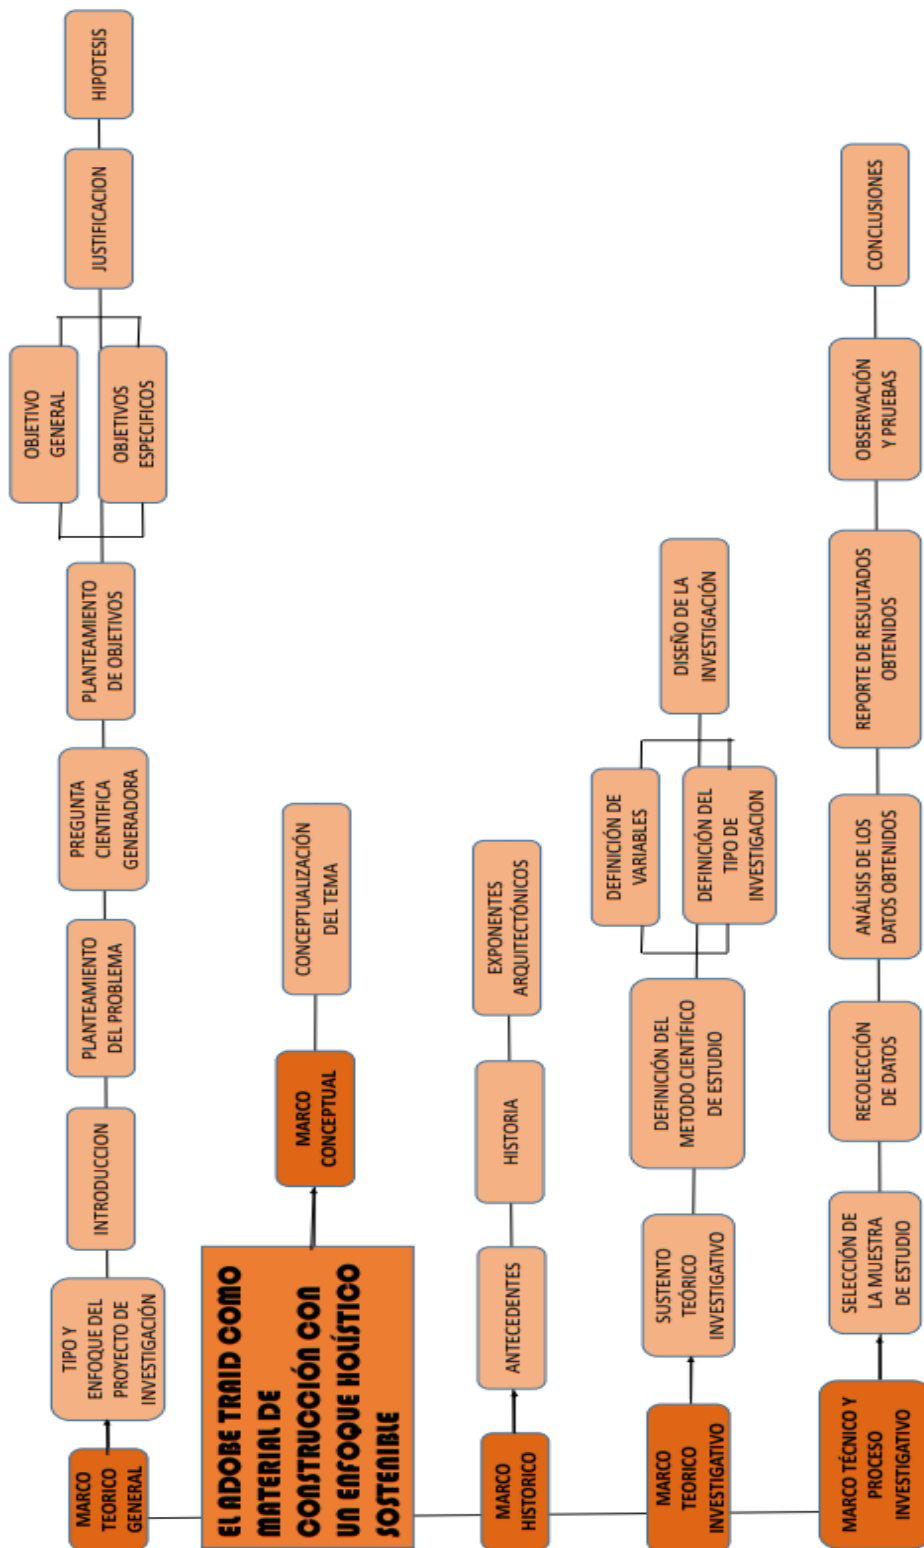 MARCO
TEORICO
GENERAL
TIPO Y
ENFOQUE DEL
PROYECTO DE
INVESTIGACIÓN
INTRODUCCION
PLANTEAMIENTO
DEL PROBLEMA
PREGUNTA
CIENTIFICA
GENERADORA
PLANTEAMIENTO
DE OBJETIVOS
OBJETIVO
GENERAL
OBJETIVOS
ESPECIFICOS
JUSTIFICACION
HIPOTESIS
EL ADOBE TRAID COMO
MATERIAL DE
CONSTRUCCIÓN CON
UN ENFOQUE HOLÍSTICO
SOSTENIBLE
MARCO
CONCEPTUAL
CONCEPTUALIZACIÓN
DEL TEMA
MARCO
HISTORICO
ANTECEDENTES
HISTORIA
EXPONENTES
ARQUITECTÓNICOS
MARCO
TEORICO
INVESTIGATIVO
SUSTENTO
TEÓRICO
INVESTIGATIVO
DEFINICIÓN DEL
METODO CIENTÍFICO
DE ESTUDIO
DEFINICIÓN DE
VARIABLES
DEFINICIÓN DEL
TIPO DE
INVESTIGACION
DISEÑO DE LA
INVESTIGACIÓN
MARCO TÉCNICO Y
PROCESO
INVESTIGATIVO
SELECCIÓN DE
LA MUESTRA
DE ESTUDIO
RECOLECCIÓN
DE DATOS
ANÁLISIS DE LOS
DATOS OBTENIDOS
REPORTE DE RESULTADOS
OBTENIDOS
OBSERVACIÓN
Y PRUEBAS
CONCLUSIONES